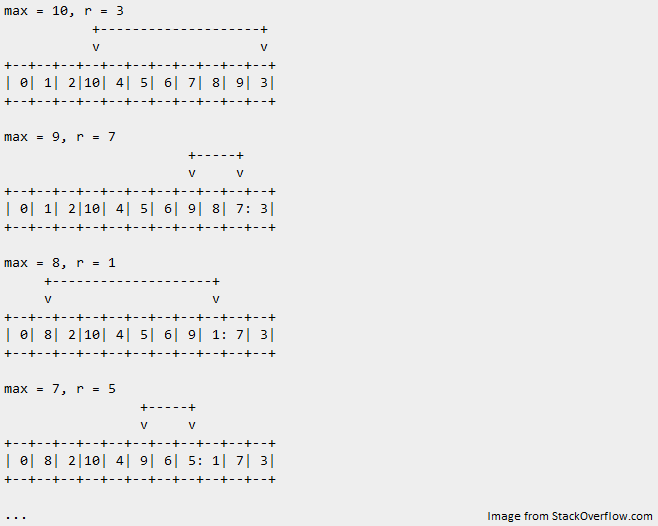 max = 10, r = 3
           +--------------------+
           v                    v
+--+--+--+--+--+--+--+--+--+--+--+
| 0| 1| 2|10| 4| 5| 6| 7| 8| 9| 3|
+--+--+--+--+--+--+--+--+--+--+--+
max = 9, r = 7
                       +-----+
                       v     v
+--+--+--+--+--+--+--+--+--+--+--+
| 0| 1| 2|10| 4| 5| 6| 9| 8| 7: 3|
+--+--+--+--+--+--+--+--+--+--+--+
max = 8, r = 1
     +--------------------+
     v                    v
+--+--+--+--+--+--+--+--+--+--+--+
| 0| 8| 2|10| 4| 5| 6| 9| 1: 7| 3|
+--+--+--+--+--+--+--+--+--+--+--+
max = 7, r = 5
                 +-----+
                 v     v
+--+--+--+--+--+--+--+--+--+--+--+
| 0| 8| 2|10| 4| 9| 6| 5: 1| 7| 3|
+--+--+--+--+--+--+--+--+--+--+--+
...
Image from StackOverflow.com